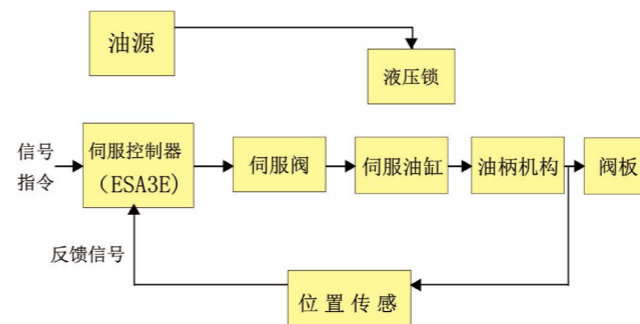 油源
液压锁
信号
指令
伺服控制器
（ESA3E)
伺服阀
伺服油缸
油柄机构
阀板
反馈信号
位置传感